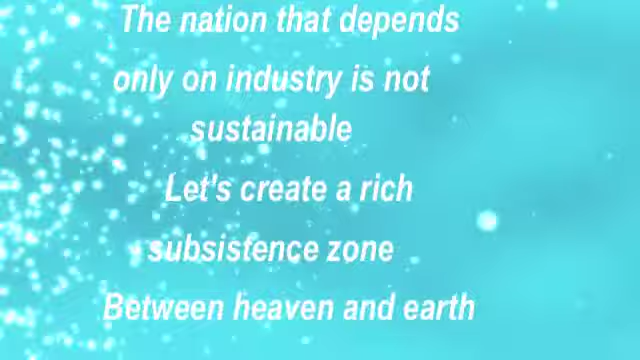 The nation that depends
only on industry is not
sustainable
Let's create a rich
subsistence zone
Between heaven and earth